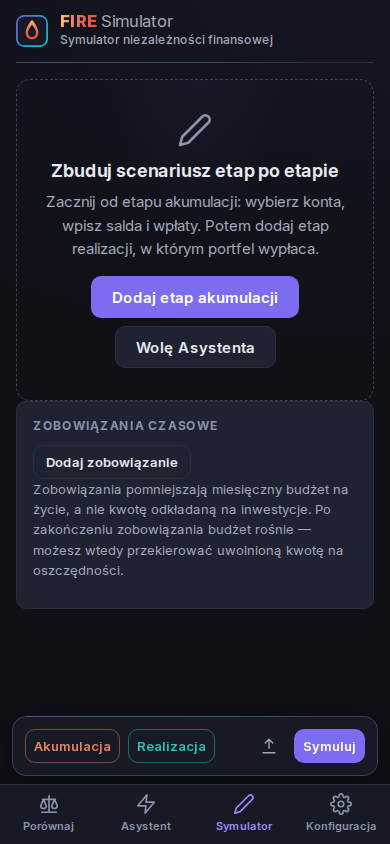 FIRE Simulator
Symulator niezależności finansowej
Zbuduj scenariusz etap po etapie
Zacznij od etapu akumulacji: wybierz konta,
wpisz salda i wpłaty. Potem dodaj etap
realizacji, w którym portfel wypłaca.
Dodaj etap akumulacji
Wolę Asystenta
ZOBOWIĄZANIA CZASOWE
Dodaj zobowiązanie
Zobowiązania pomniejszają miesięczny budżet na
życie, a nie kwotę odkładaną na inwestycje. Po
zakończeniu zobowiązania budżet rośnie —
możesz wtedy przekierować uwolnioną kwotę na
oszczędności.
Akumulacja Realizacja Symuluj
Porównaj Asystent Symulator Konfiguracja